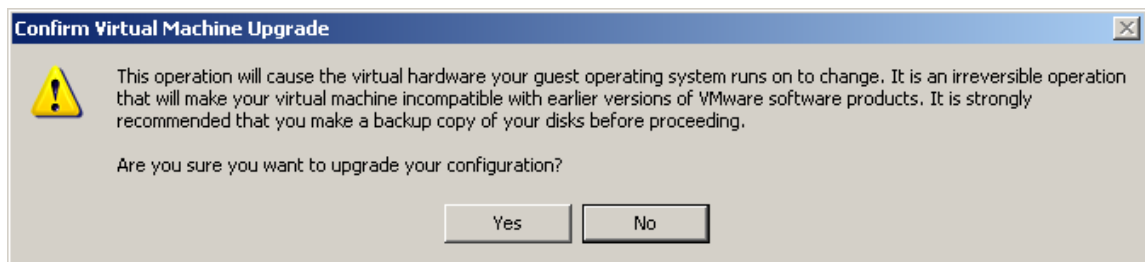 Confirm Virtual Machine Upgrade
This operation will cause the virtual hardware your guest operating system runs on to change. It is an irreversible operation
that will make your virtual machine incompatible with earlier versions of VMware software products. It is strongly
recommended that you make a backup copy of your disks before proceeding.
Are you sure you want to upgrade your configuration?
Yes No